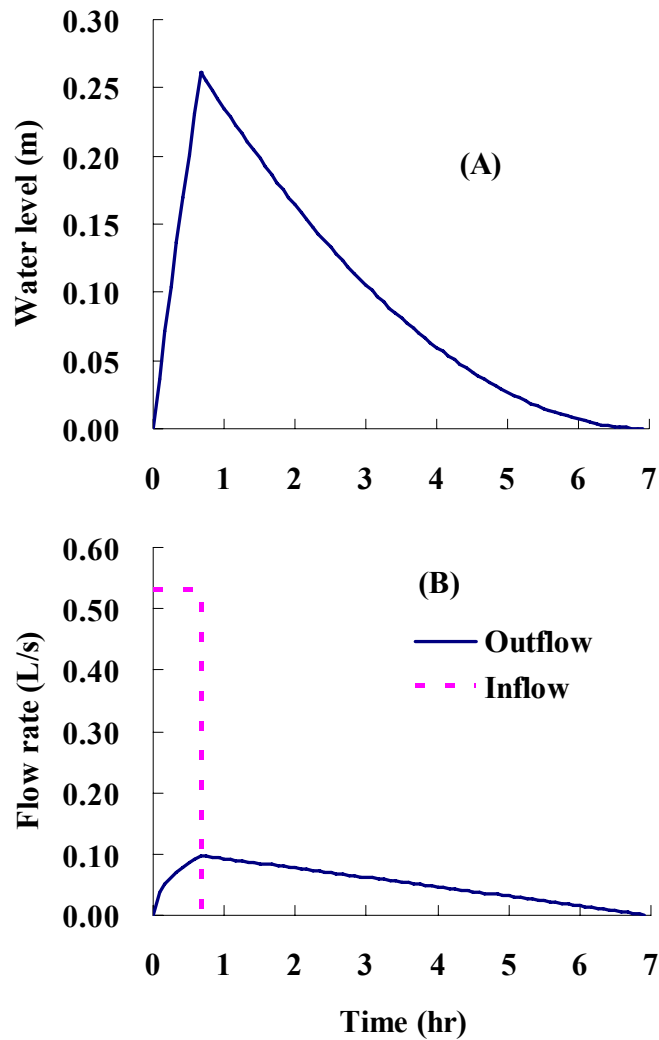 0.30
0.25
0.20
0.15
0.10
0.05
0.00
Water level (m)
(A)
0 1 2 3 4 5 6 7
0.60
0.50
0.40
0.30
0.20
0.10
0.00
Flow rate (L/s)
(B)
Outflow
Inflow
0 1 2 3 4 5 6 7
Time (hr)